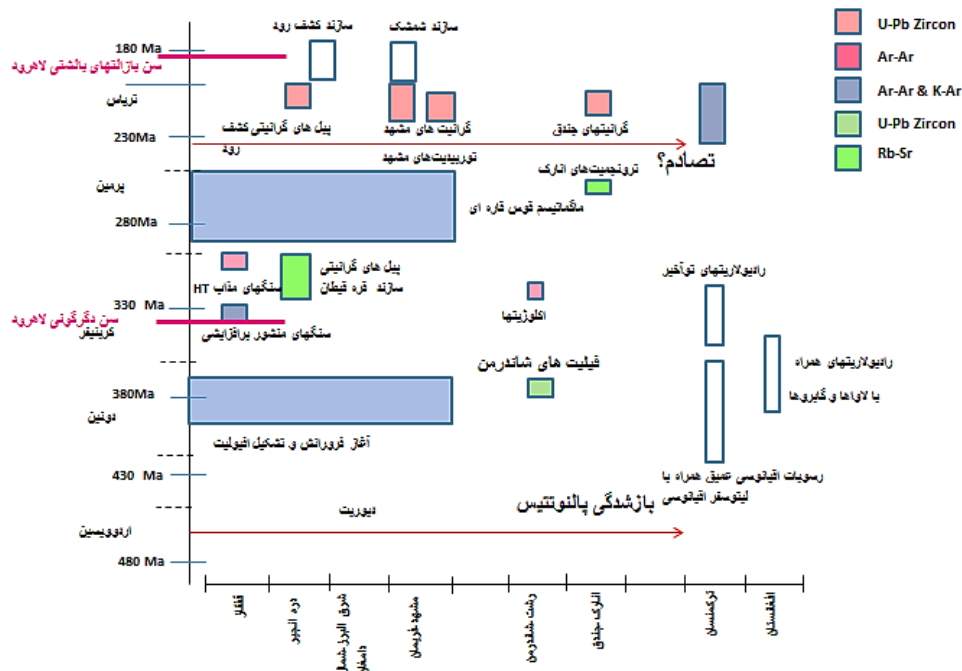 سازند کشف رود
سازند شمشک
U-Pb Zircon
Ar-Ar
Ar-Ar & K-Ar
U-Pb Zircon
Rb-Sr
180 Ma
سن بازالتهای بالشتی لاهرود
تریاس
230Ma
پیل های گرانیتی کشف
رود
گرانیت های مشهد
گرانیتهای جندق
توربیدیت‌های مشهد
تصادم؟
پرمین
ترونجمیت‌های انارک
ماگماتیسم قوس قاره ای
280Ma
پیل های گرانیتی
سازند قره قیطان
سنگهای مذاب HT
رادیولاریتهای نوآخیر
330 Ma
سن دگرگونی لاهرود
کربنیفر
سنگهای منشور برافزایشی
اکلوژیتها
رادیولاریتهای همراه
با لاواها و گابروها
فیلیت های شاندرمن
380Ma
دونین
آغاز فرورانش و تشکیل افیولیت
430 Ma
رسوبات اقیانوسی عمیق همراه با
لیتوسفر اقیانوسی
بازشدگی پالئوتتیس
دیوریت
اردوویسین
480 Ma
قفقاز
دره انجیر
شرق البرز-شمال
دامغان
مشهد-فریمان
رشت-شاندرمن
انارک-جندق
ترکمنستان
افغانستان